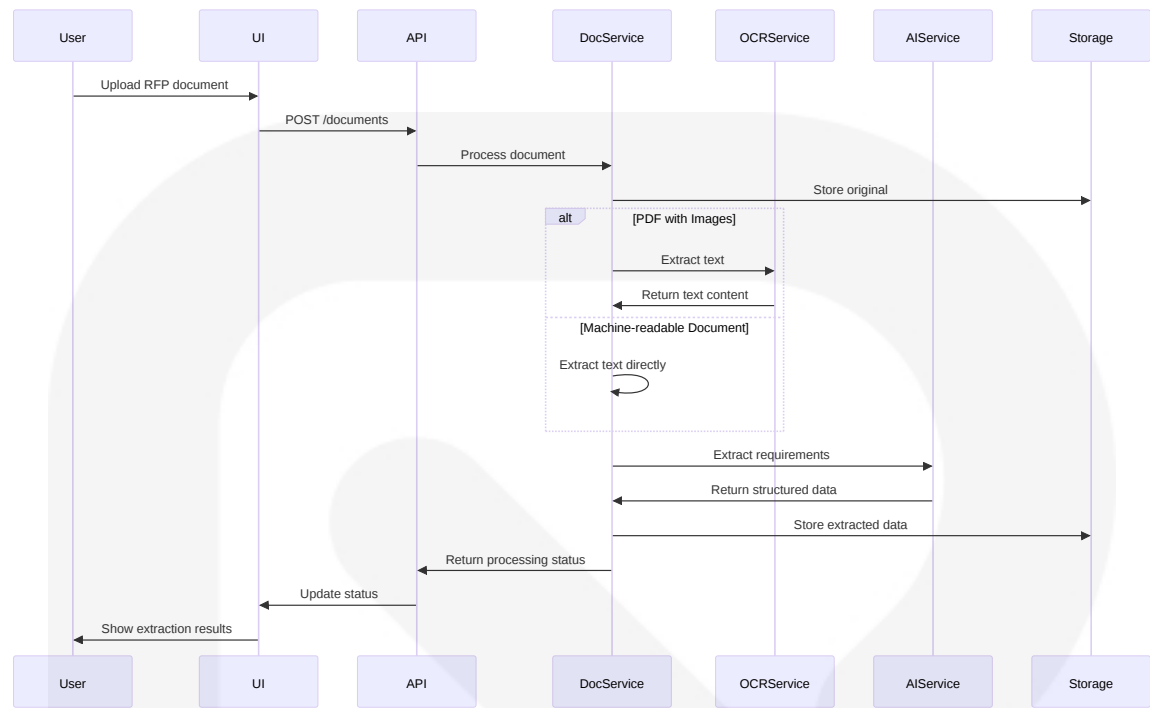 User
UI
API
DocService
OCRService
AIService
Storage
Upload RFP document
POST /documents
Process document
Store original
alt
[PDF with Images]
Extract text
Return text content
[Machine-readable Document]
Extract text directly
Extract requirements
Return structured data
Store extracted data
Return processing status
Update status
Show extraction results
User
UI
API
DocService
OCRService
AIService
Storage